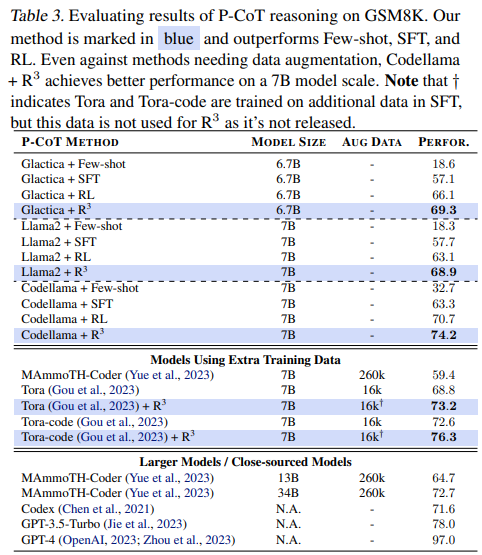 Table 3. Evaluating results of P-CoT reasoning on GSM8K. Our
method is marked in blue and outperforms Few-shot, SFT, and
RL. Even against methods needing data augmentation, Codellama
+ R³ achieves better performance on a 7B model scale. Note that †
indicates Tora and Tora-code are trained on additional data in SFT,
but this data is not used for R³ as it's not released.
P-CoT Method Model Size Aug Data Perfor.
Glactica + Few-shot 6.7B - 18.6
Glactica + SFT 6.7B - 57.1
Glactica + RL 6.7B - 66.1
Glactica + R³ 6.7B - 69.3
Llama2 + Few-shot 7B - 18.3
Llama2 + SFT 7B - 57.7
Llama2 + RL 7B - 63.1
Llama2 + R³ 7B - 68.9
Codellama + Few-shot 7B - 32.7
Codellama + SFT 7B - 63.3
Codellama + RL 7B - 70.7
Codellama + R³ 7B - 74.2
Models Using Extra Training Data
MAmmoTH-Coder (Yue et al., 2023) 7B 260k 59.4
Tora (Gou et al., 2023) 7B 16k 68.8
Tora (Gou et al., 2023) + R³ 7B 16k† 73.2
Tora-code (Gou et al., 2023) 7B 16k 72.6
Tora-code (Gou et al., 2023) + R³ 7B 16k† 76.3
Larger Models / Close-sourced Models
MAmmoTH-Coder (Yue et al., 2023) 13B 260k 64.7
MAmmoTH-Coder (Yue et al., 2023) 34B 260k 72.7
Codex (Chen et al., 2021) N.A. - 71.6
GPT-3.5-Turbo (Jie et al., 2023) N.A. - 78.0
GPT-4 (OpenAI, 2023; Zhou et al., 2023) N.A. - 97.0